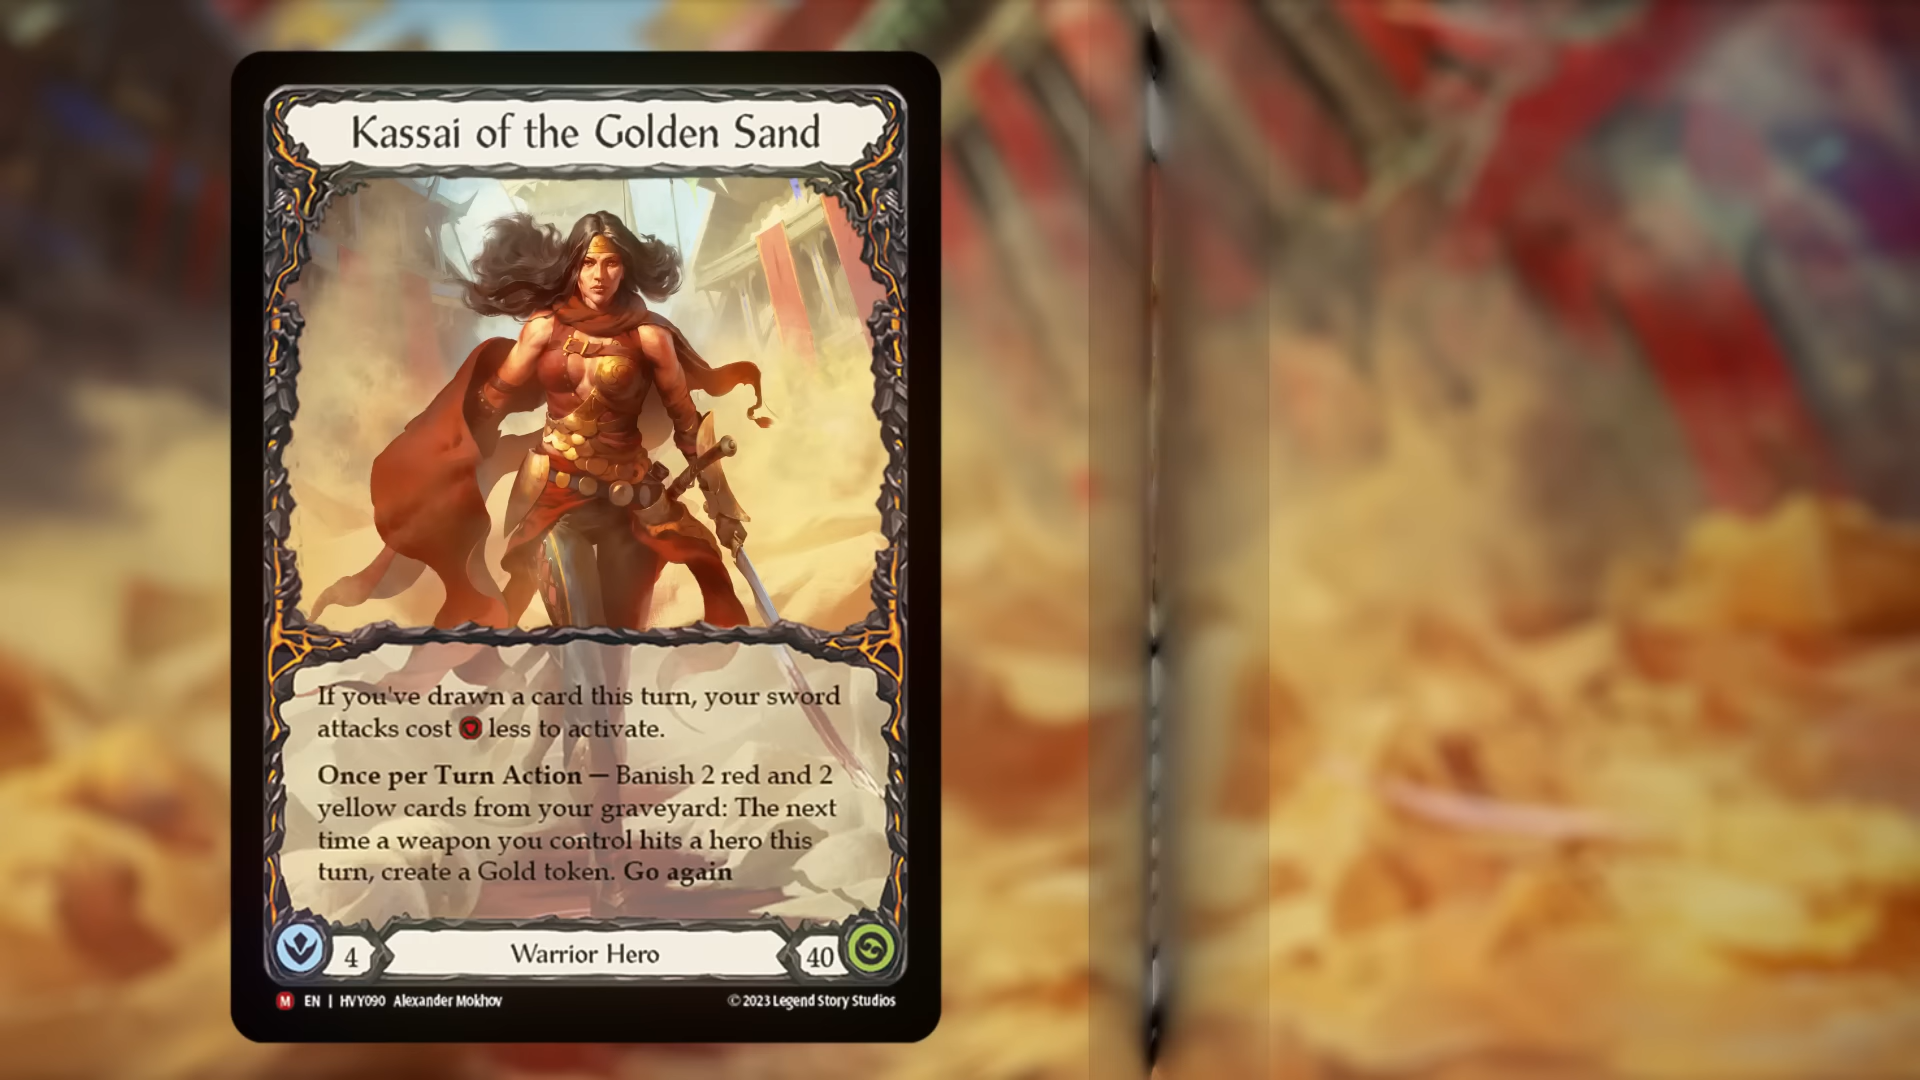 Kassai of the Golden Sand
If you've drawn a card this turn, your sword
attacks cost less to activate.
Once per Turn Action — Banish 2 red and 2
yellow cards from your graveyard: The next
time a weapon you control hits a hero this
turn, create a Gold token. Go again
4
Warrior Hero
40
M EN | HVY090 Alexander Mokhov
© 2023 Legend Story Studios